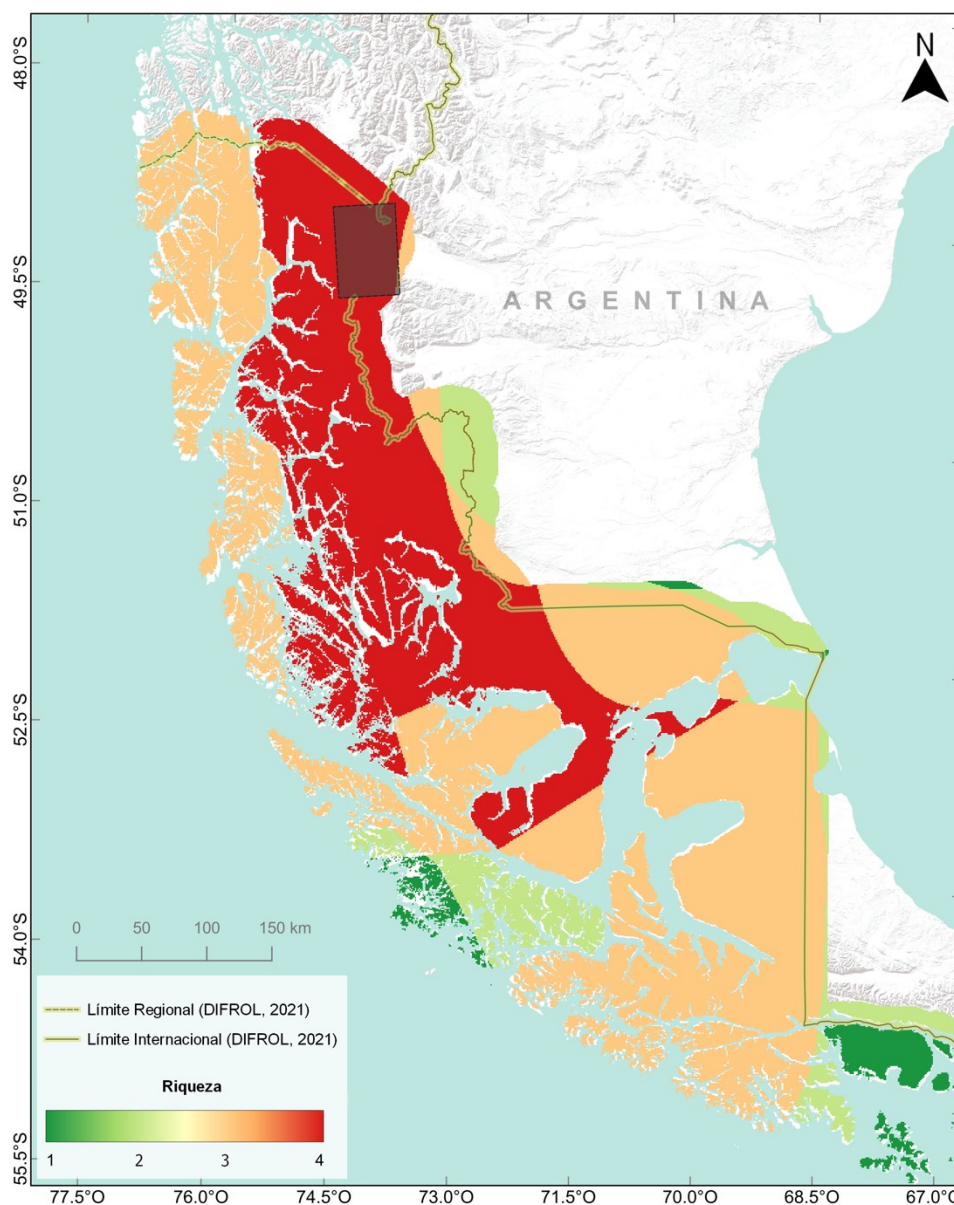 N
48.0°S
49.5°S
51.0°S
52.5°S
54.0°S
55.5°S
ARGENTINA
0 50 100 150 km
Límite Regional (DIFROL, 2021)
Límite Internacional (DIFROL, 2021)
Riqueza
1 2 3 4
77.5°O 76.0°O 74.5°O 73.0°O 71.5°O 70.0°O 68.5°O 67.0°O